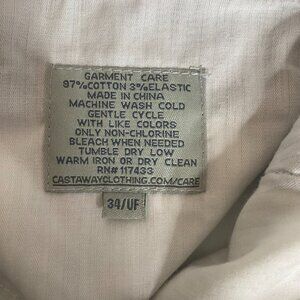 GARMENT CARE
97%COTTON 3%ELASTIC
MADE IN CHINA
MACHINE WASH COLD
GENTLE CYCLE
WITH LIKE COLORS
ONLY NON-CHLORINE
BLEACH WHEN NEEDED
TUMBLE DRY LOW
WARM IRON OR DRY CLEAN
RN# 117433
CASTAWAYCLOTHING.COM/CARE
34/UF